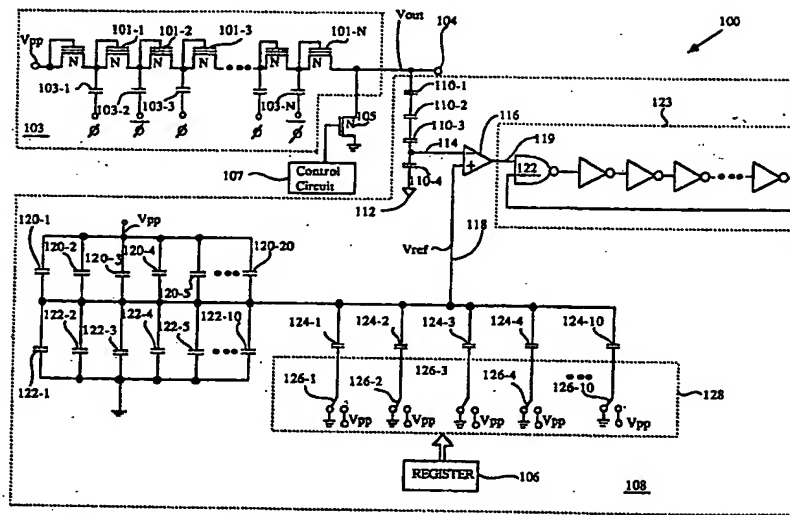 101-1 101-2 101-3 101-N Vout 104 100
Vpp
N N N N N N
103-1 103-2 103-3 103-N
ϕ ϕ̅ ϕ ϕ ϕ̅
103
N 105
107 Control Circuit
110-1
110-2
110-3
110-4
112
114 116 119 122 123
- +
Vref 118
120-1 120-2 120-3 120-4 120-5 120-20
Vpp
122-1 122-2 122-3 122-4 122-5 122-10
124-1 124-2 124-3 124-4 124-10
126-1 126-2 126-3 126-4 126-10
Vpp Vpp Vpp Vpp Vpp
128
REGISTER 106
108